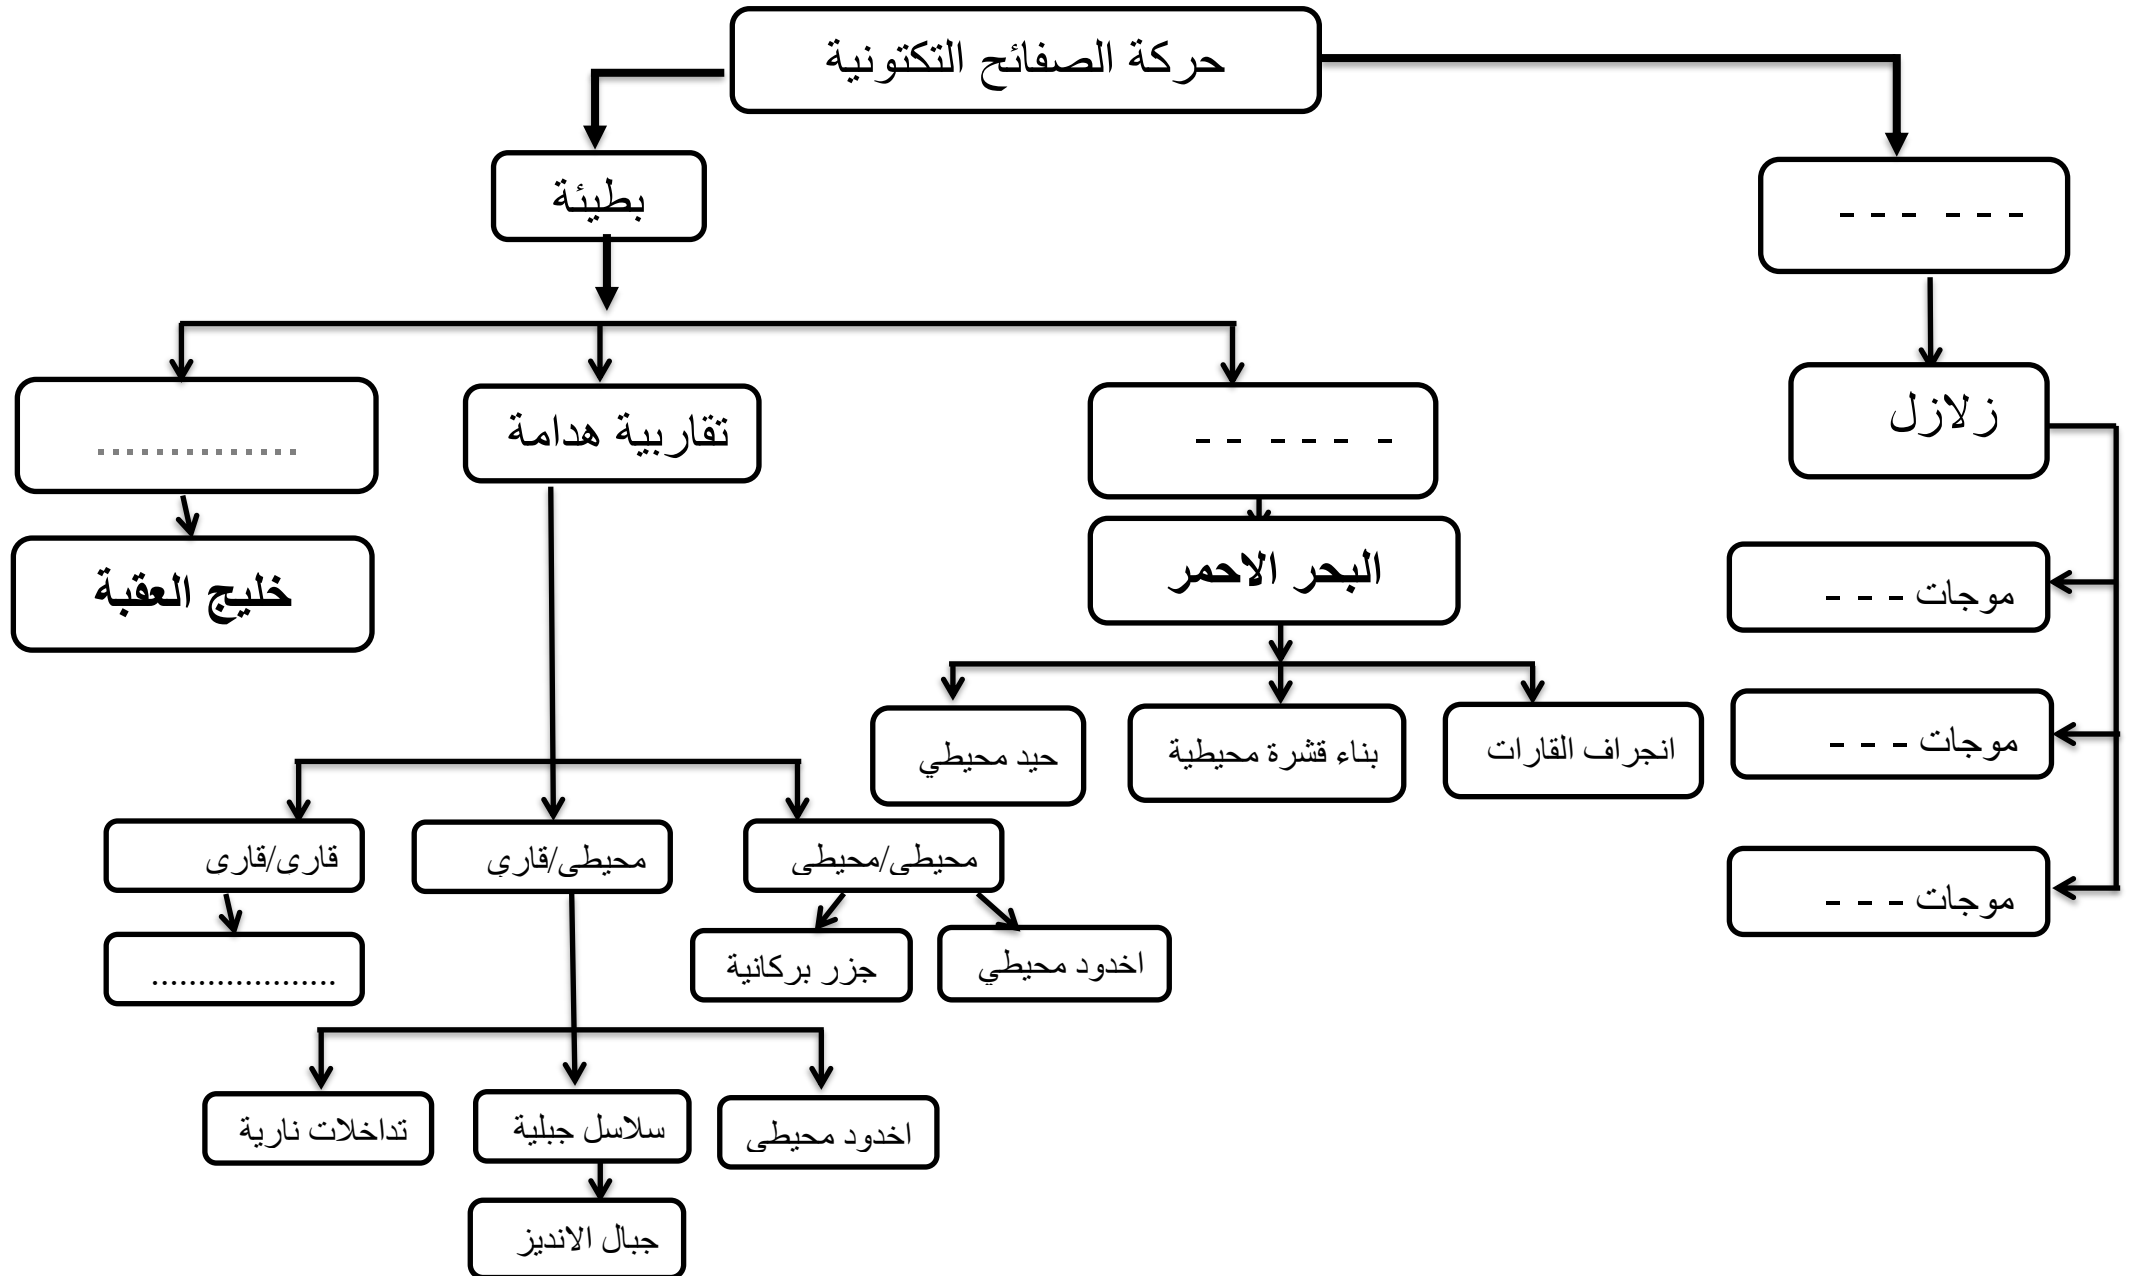 حركة الصفائح التكتونية
بطيئة
- - - - - -
.............
تقاربية هدامة
- - - - - -
زلازل
خليج العقبة
البحر الاحمر
موجات - - -
موجات - - -
موجات - - -
انجراف القارات
بناء قشرة محيطية
حيد محيطي
محيطى/محيطى
محيطى/قارى
قارى/قارى
اخدود محيطي
جزر بركانية
...................
اخدود محيطى
سلاسل جبلية
تداخلات نارية
جبال الانديز